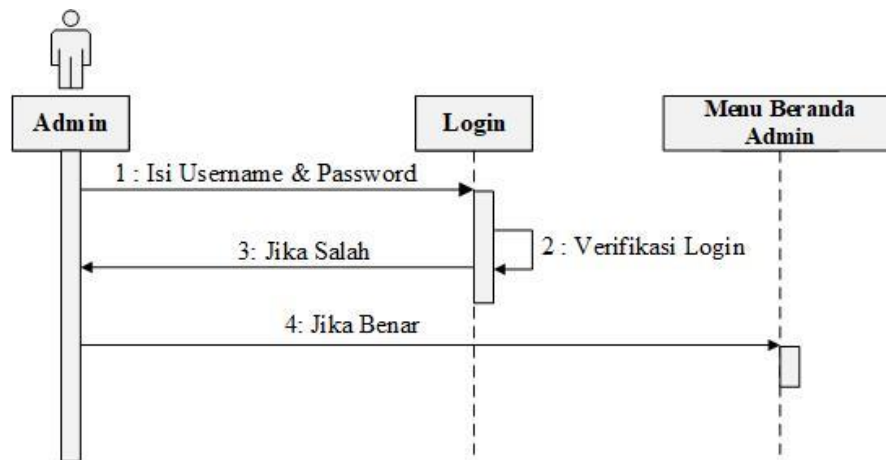 Admin
Login
Menu Beranda
Admin
1 : Isi Username & Password
2 : Verifikasi Login
3: Jika Salah
4: Jika Benar